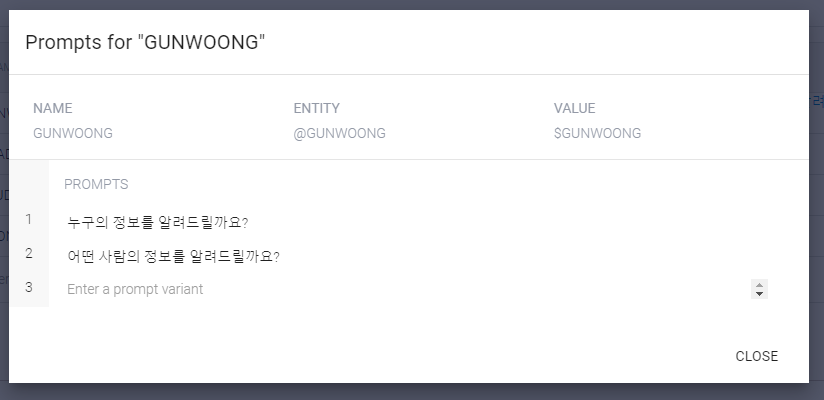 Prompts for "GUNWOONG"
NAME ENTITY VALUE
GUNWOONG @GUNWOONG $GUNWOONG
PROMPTS
1 누구의 정보를 알려드릴까요?
2 어떤 사람의 정보를 알려드릴까요?
3 Enter a prompt variant
CLOSE